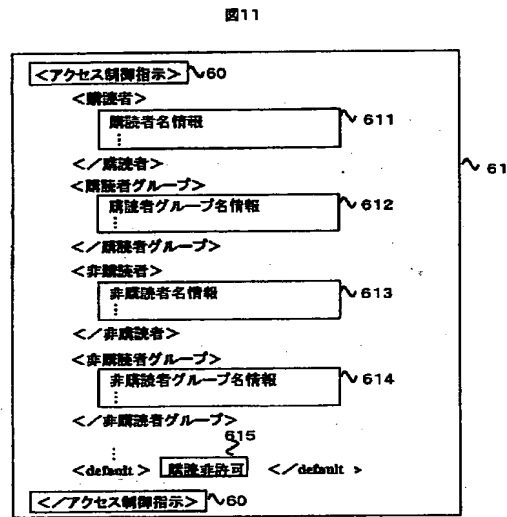 図11
<アクセス制御指示> 60
<購読者>
購読者名情報 611
⋮
</購読者> 61
<購読者グループ>
購読者グループ名情報 612
⋮
</購読者グループ>
<非購読者>
非購読者名情報 613
⋮
</非購読者>
<非購読者グループ>
非購読者グループ名情報 614
⋮
</非購読者グループ>
⋮ 615
<default > 購読非許可 </default >
</アクセス制御指示> 60